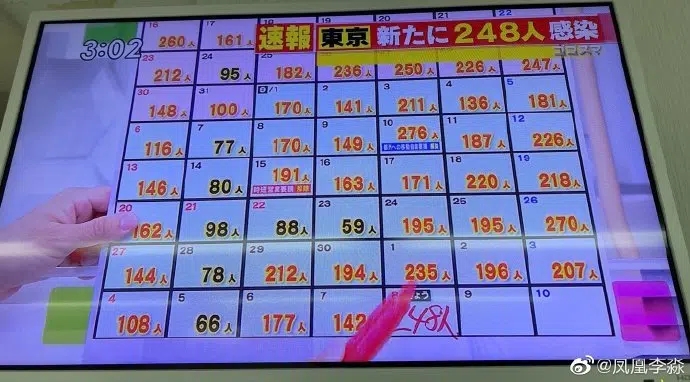 3:02
速報 東京 新たに248人感染
ゴゴスマ
16 260人 17 161人
23 212人 24 95人 25 182人 236人 250人 226人 247人
30 148人 31 100人 9/1 170人 2 141人 3 211人 4 136人 5 181人
6 116人 7 77人 8 170人 9 149人 10 276人 11 187人 12 226人
13 146人 14 80人 15 191人 16 163人 17 171人 18 220人 19 218人
20 162人 21 98人 22 88人 23 59人 24 195人 25 195人 26 270人
27 144人 28 78人 29 212人 30 194人 1 235人 2 196人 3 207人
4 108人 5 66人 6 177人 7 142 8 きょう 248人 9 10
@凤凰李淼